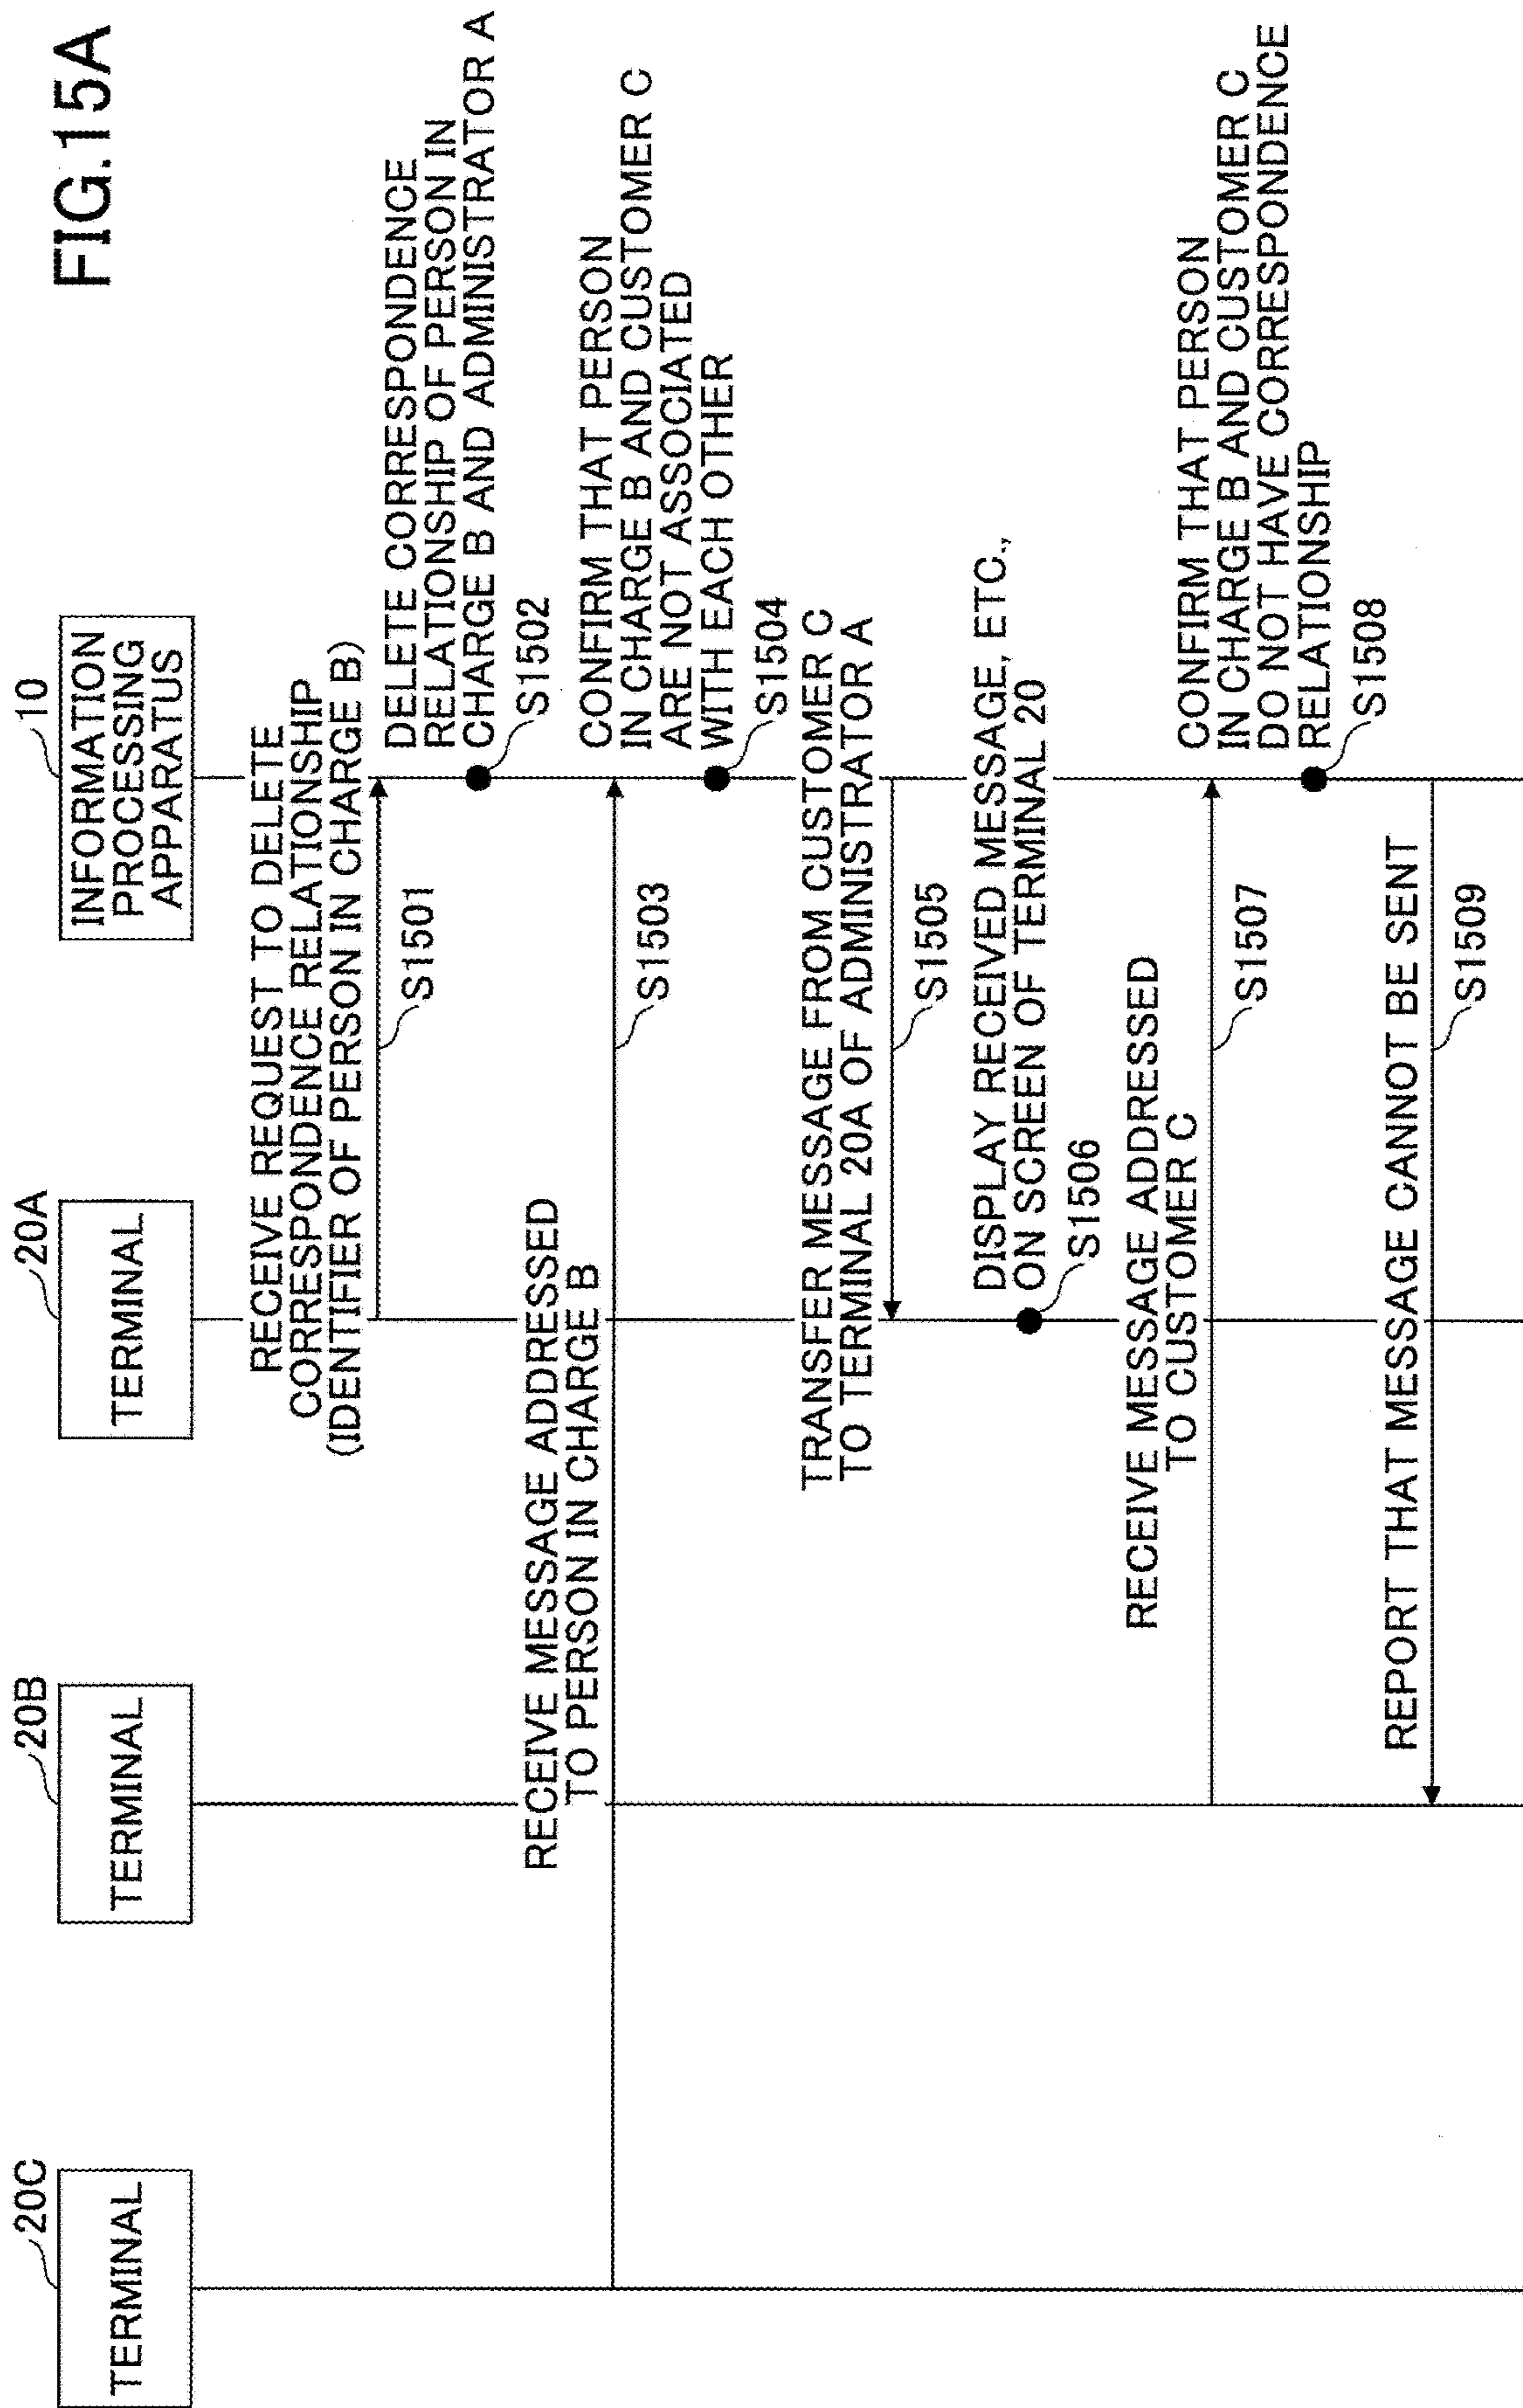 FIG.15A
20C
TERMINAL
20B
TERMINAL
20A
TERMINAL
10
INFORMATION
PROCESSING
APPARATUS
RECEIVE REQUEST TO DELETE
CORRESPONDENCE RELATIONSHIP
(IDENTIFIER OF PERSON IN CHARGE B)
S1501
DELETE CORRESPONDENCE
RELATIONSHIP OF PERSON IN
CHARGE B AND ADMINISTRATOR A
S1502
RECEIVE MESSAGE ADDRESSED
TO PERSON IN CHARGE B
S1503
CONFIRM THAT PERSON
IN CHARGE B AND CUSTOMER C
ARE NOT ASSOCIATED
WITH EACH OTHER
S1504
TRANSFER MESSAGE FROM CUSTOMER C
TO TERMINAL 20A OF ADMINISTRATOR A
S1505
DISPLAY RECEIVED MESSAGE, ETC.,
ON SCREEN OF TERMINAL 20
S1506
RECEIVE MESSAGE ADDRESSED
TO CUSTOMER C
S1507
CONFIRM THAT PERSON
IN CHARGE B AND CUSTOMER C
DO NOT HAVE CORRESPONDENCE
RELATIONSHIP
S1508
REPORT THAT MESSAGE CANNOT BE SENT
S1509